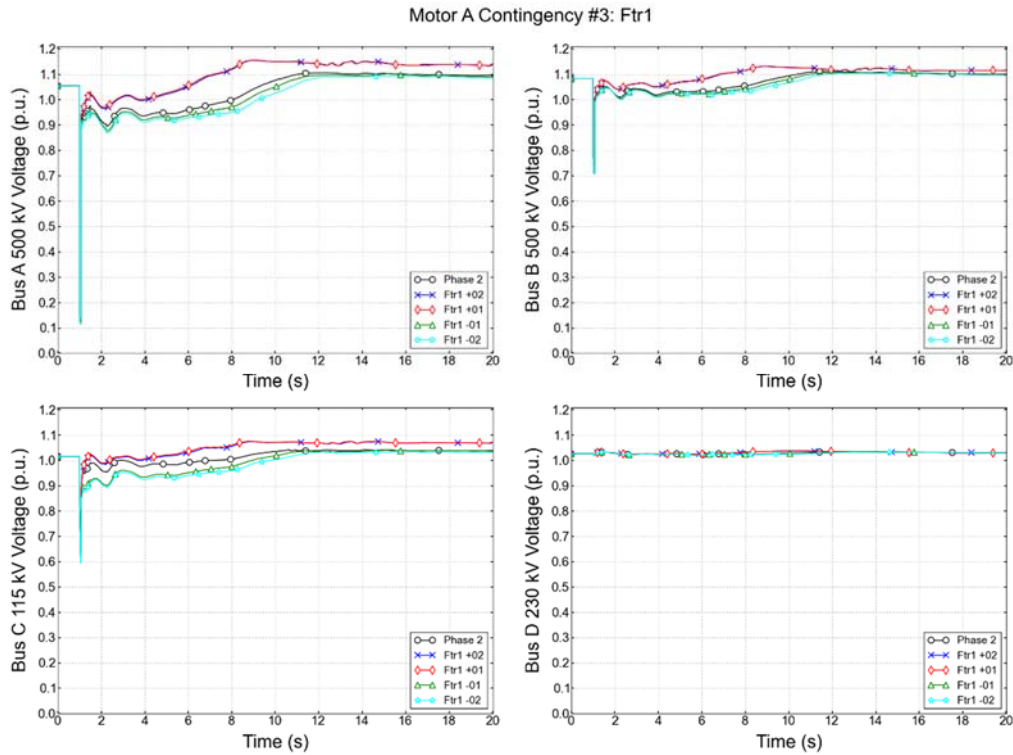 Motor A Contingency #3: Ftr1
Bus A 500 kV Voltage (p.u.)
1.2
1.1
1.0
0.9
0.8
0.7
0.6
0.5
0.4
0.3
0.2
0.1
0.0
0 2 4 6 8 10 12 14 16 18 20
Time (s)
Phase 2
Ftr1 +02
Ftr1 +01
Ftr1 -01
Ftr1 -02
Bus B 500 kV Voltage (p.u.)
1.2
1.1
1.0
0.9
0.8
0.7
0.6
0.5
0.4
0.3
0.2
0.1
0.0
0 2 4 6 8 10 12 14 16 18 20
Time (s)
Phase 2
Ftr1 +02
Ftr1 +01
Ftr1 -01
Ftr1 -02
Bus C 115 kV Voltage (p.u.)
1.2
1.1
1.0
0.9
0.8
0.7
0.6
0.5
0.4
0.3
0.2
0.1
0.0
0 2 4 6 8 10 12 14 16 18 20
Time (s)
Phase 2
Ftr1 +02
Ftr1 +01
Ftr1 -01
Ftr1 -02
Bus D 230 kV Voltage (p.u.)
1.2
1.1
1.0
0.9
0.8
0.7
0.6
0.5
0.4
0.3
0.2
0.1
0.0
0 2 4 6 8 10 12 14 16 18 20
Time (s)
Phase 2
Ftr1 +02
Ftr1 +01
Ftr1 -01
Ftr1 -02